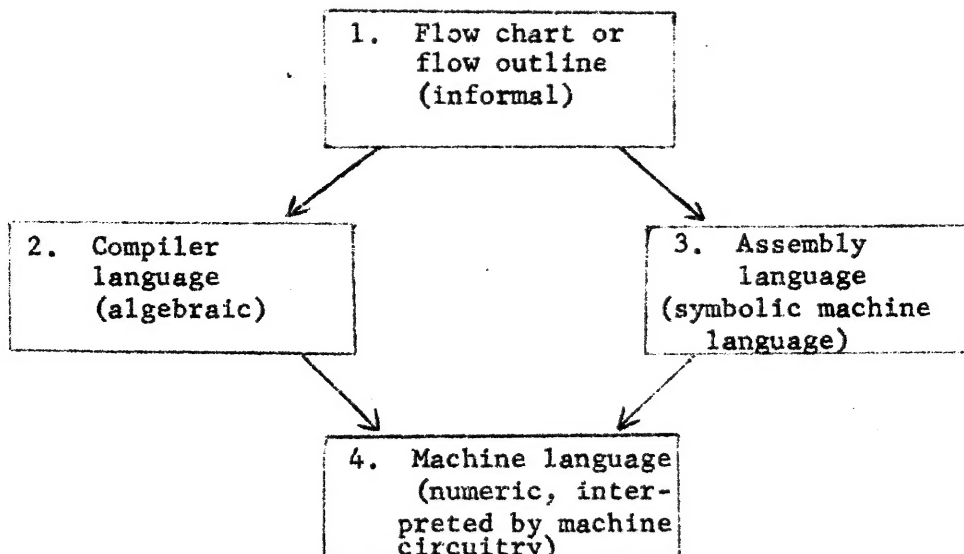 1. Flow chart or
flow outline
(informal)
2. Compiler
language
(algebraic)
3. Assembly
language
(symbolic machine
language)
4. Machine language
(numeric, inter-
preted by machine
circuitry)